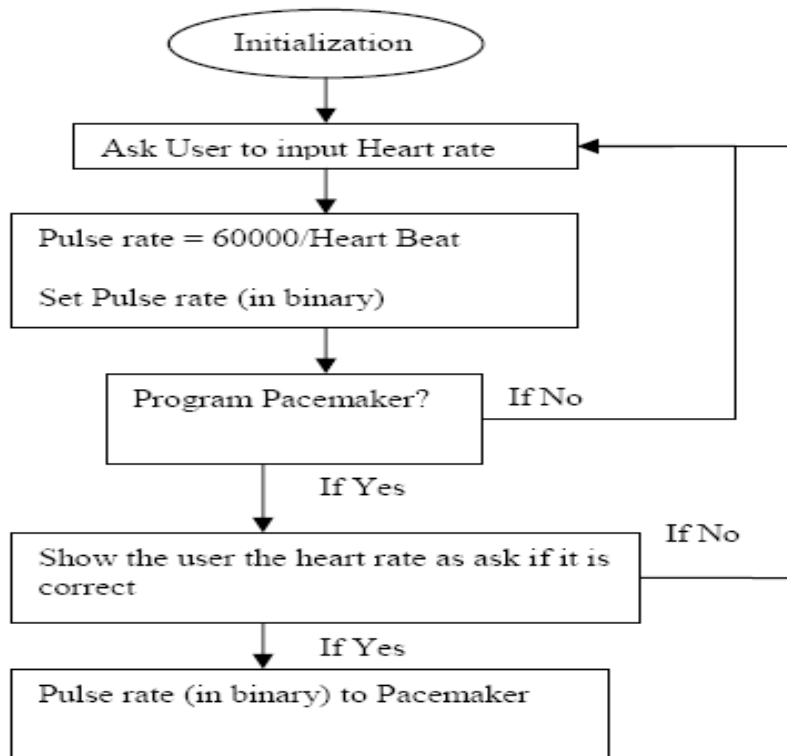 Initialization
Ask User to input Heart rate
Pulse rate = 60000/Heart Beat
Set Pulse rate (in binary)
Program Pacemaker?
If No
If Yes
Show the user the heart rate as ask if it is
correct
If No
If Yes
Pulse rate (in binary) to Pacemaker